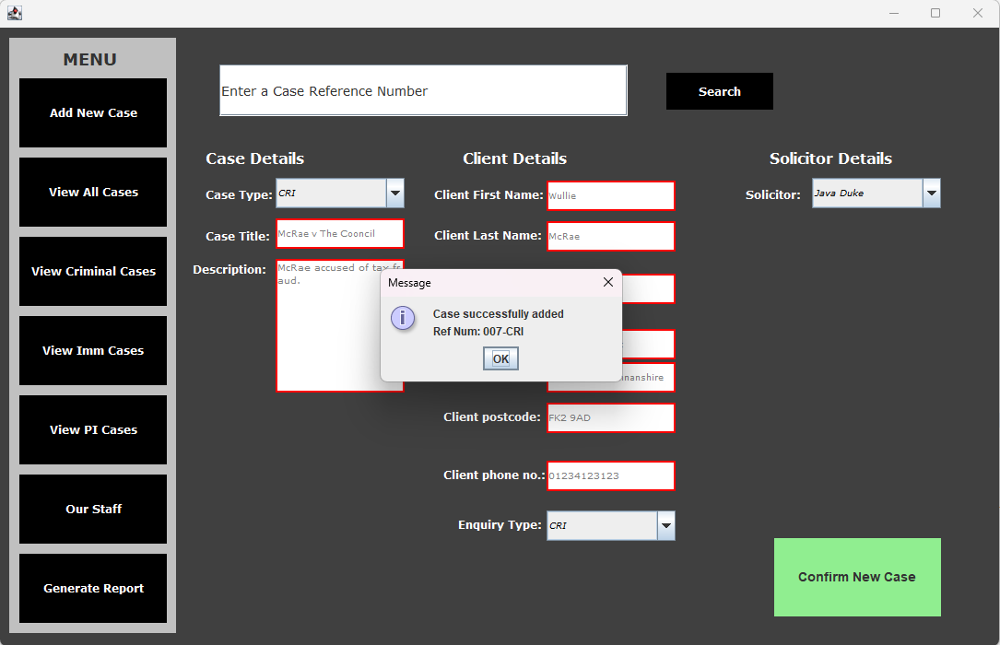 MENU
Add New Case
View All Cases
View Criminal Cases
View Imm Cases
View PI Cases
Our Staff
Generate Report
Enter a Case Reference Number
Search
Case Details
Case Type:
CRI
Case Title:
McRae v The Cooncil
Description:
McRae accused of tax fr
aud.
Client Details
Client First Name:
Wullie
Client Last Name:
McRae
nanshire
Client postcode:
FK2 9AD
Client phone no.:
01234123123
Enquiry Type:
CRI
Solicitor Details
Solicitor:
Java Duke
Message
Case successfully added
Ref Num: 007-CRI
OK
Confirm New Case